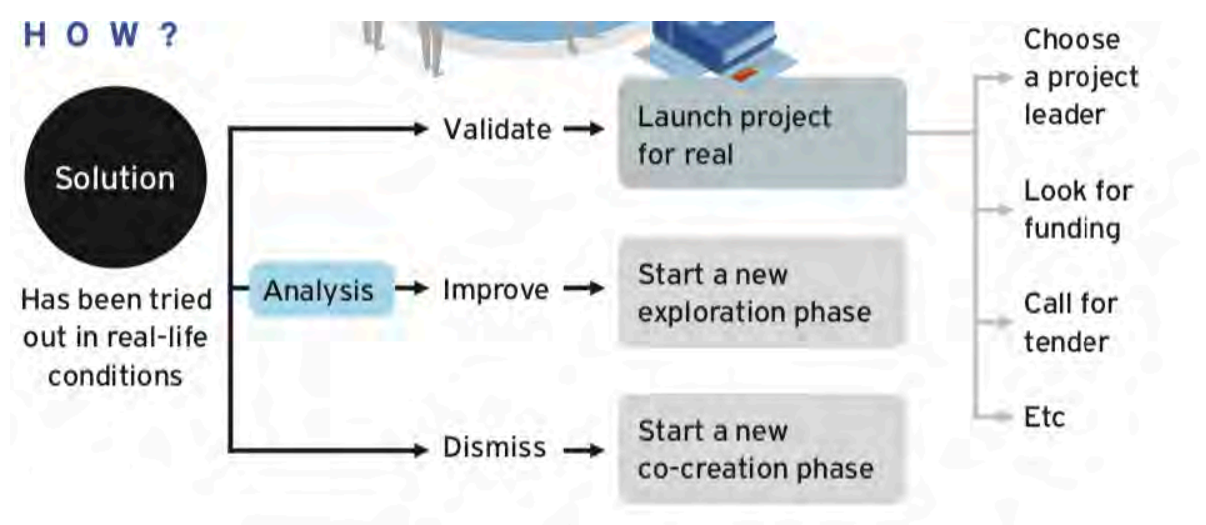 HOW?
Solution
Has been tried
out in real-life
conditions
Analysis
Validate
Launch project
for real
Improve
Start a new
exploration phase
Dismiss
Start a new
co-creation phase
Choose
a project
leader
Look for
funding
Call for
tender
Etc